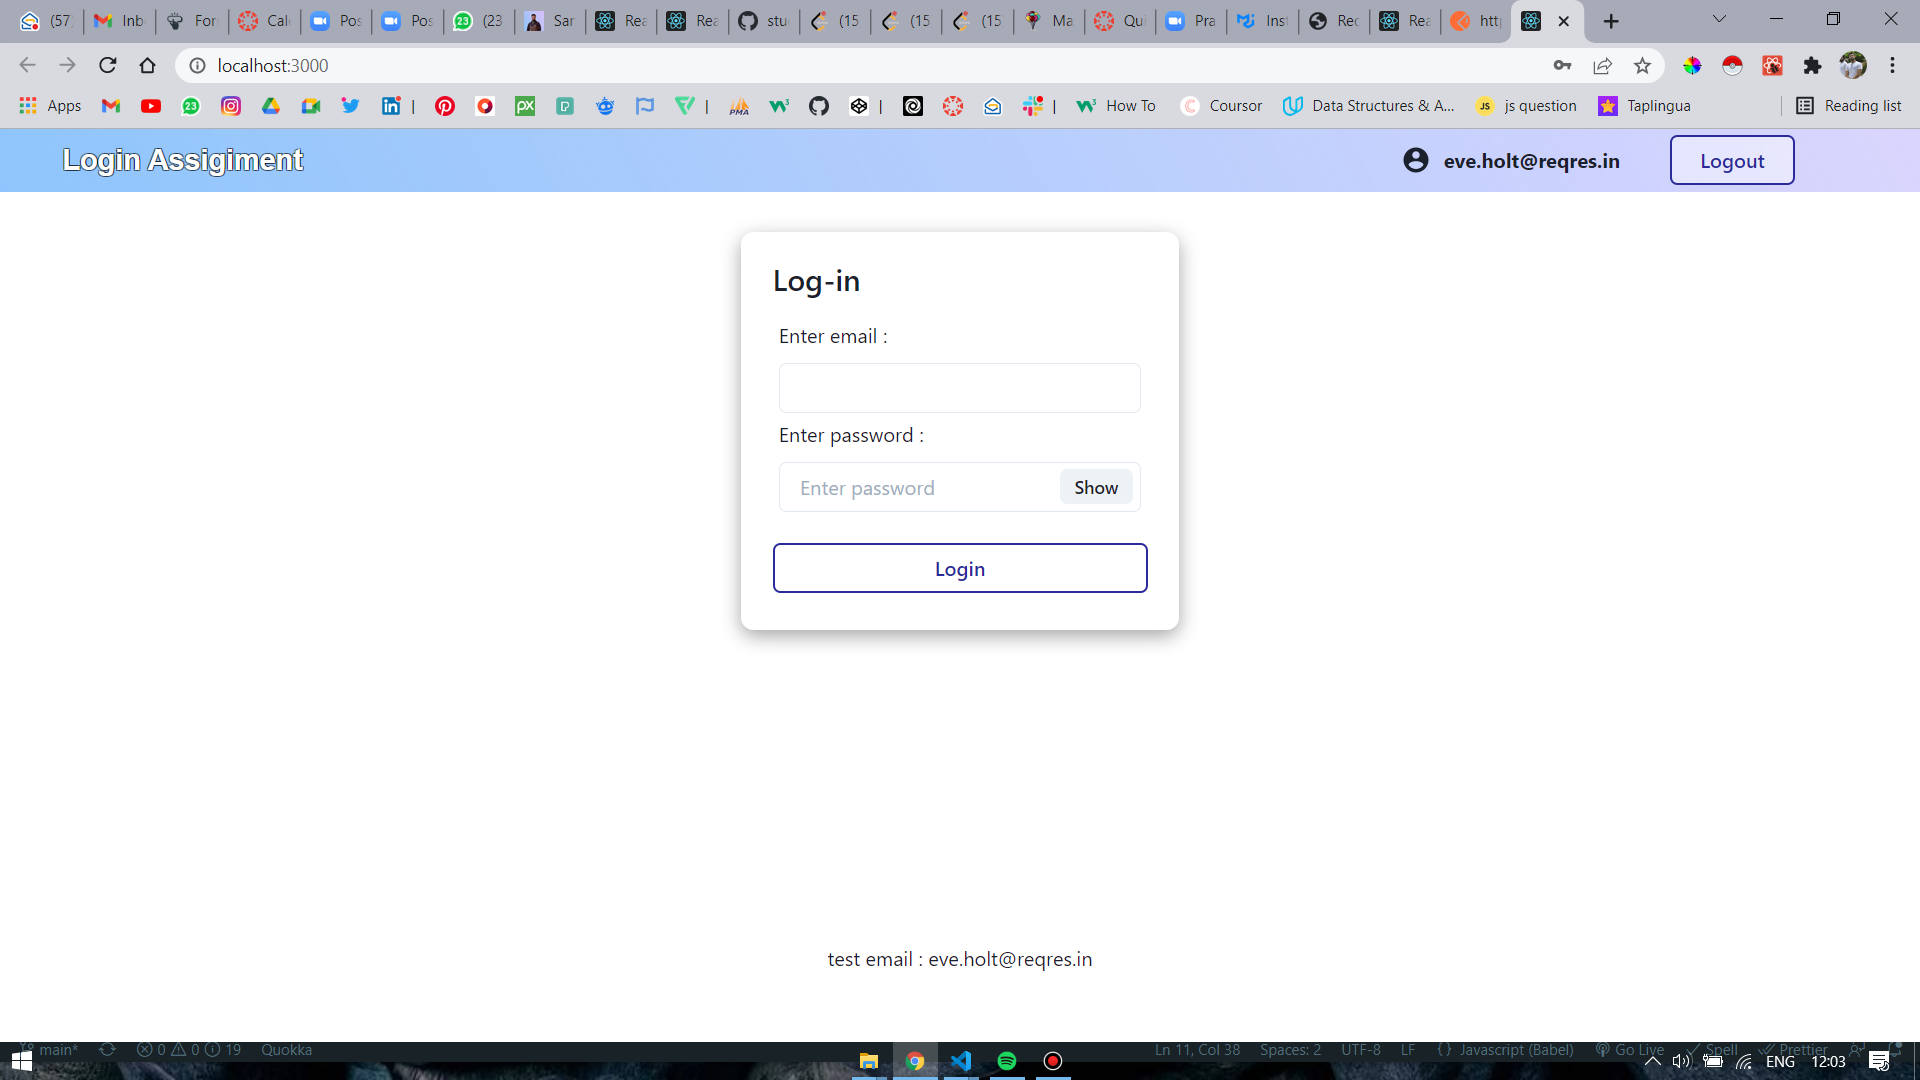 (57 Inb For Cal Pos Pos (23 Sar Rea Rea stu (15 (15 (15 Ma Qu Pra Inst Rec Rea htt
localhost:3000
Apps | | | | How To Coursor Data Structures & A... js question Taplingua Reading list
Login Assigiment eve.holt@reqres.in Logout
Log-in
Enter email :
Enter password :
Enter password Show
Login
test email : eve.holt@reqres.in
main* 0 0 19 Quokka Ln 11, Col 38 Spaces: 2 UTF-8 LF {} Javascript (Babel) Go Live Spell Prettier
ENG 12:03